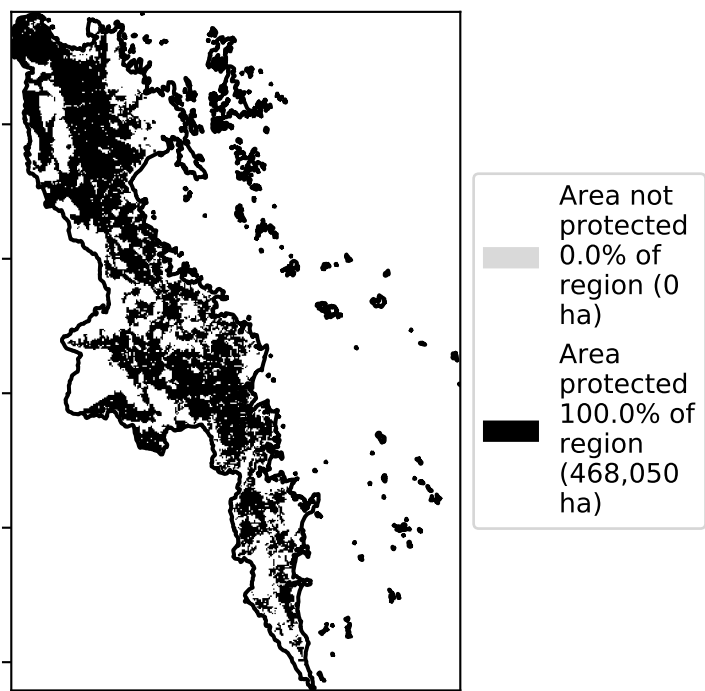 Area not
protected
0.0% of
region (0
ha)
Area
protected
100.0% of
region
(468,050
ha)